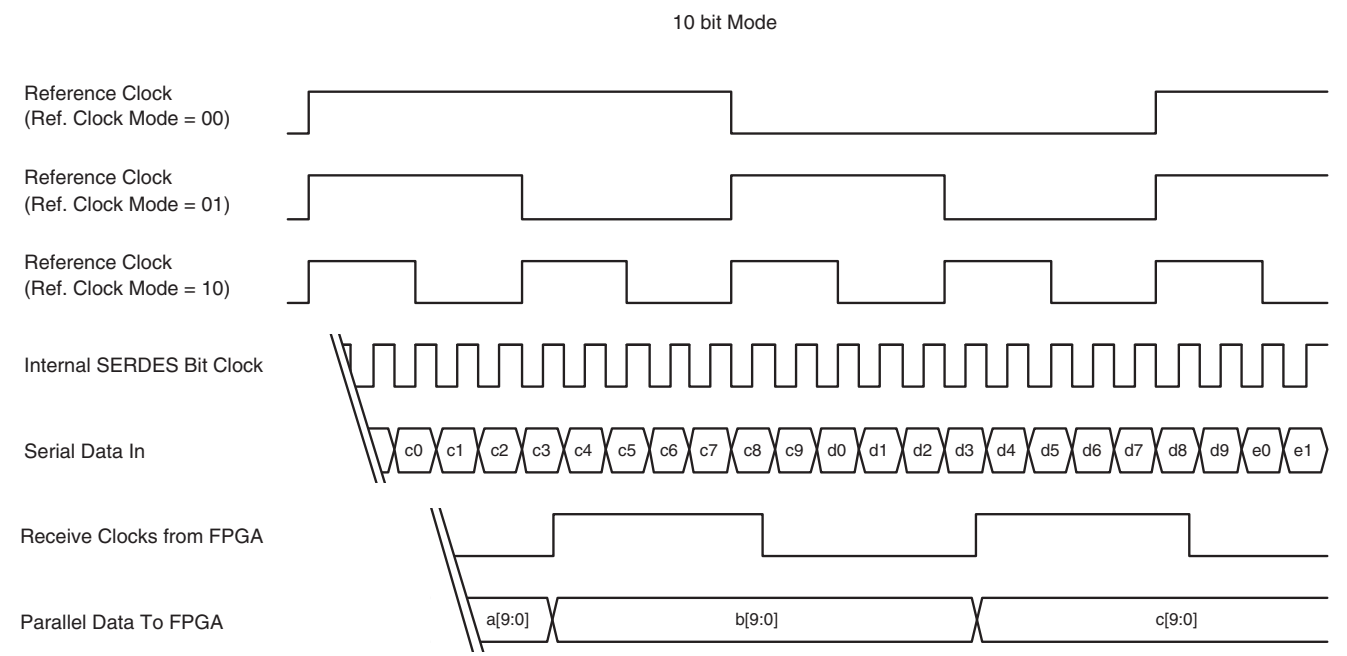 10 bit Mode
Reference Clock
(Ref. Clock Mode = 00)
Reference Clock
(Ref. Clock Mode = 01)
Reference Clock
(Ref. Clock Mode = 10)
Internal SERDES Bit Clock
Serial Data In
c0 c1 c2 c3 c4 c5 c6 c7 c8 c9 d0 d1 d2 d3 d4 d5 d6 d7 d8 d9 e0 e1
Receive Clocks from FPGA
Parallel Data To FPGA
a[9:0] b[9:0] c[9:0]